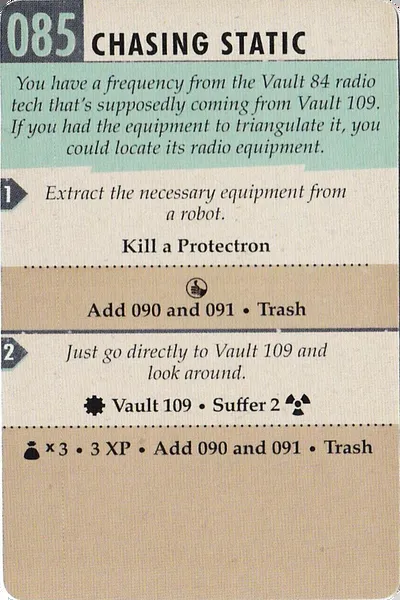 085 CHASING STATIC
You have a frequency from the Vault 84 radio
tech that's supposedly coming from Vault 109.
If you had the equipment to triangulate it, you
could locate its radio equipment.
1 Extract the necessary equipment from
a robot.
Kill a Protectron
Add 090 and 091 • Trash
2 Just go directly to Vault 109 and
look around.
Vault 109 • Suffer 2
x 3 • 3 XP • Add 090 and 091 • Trash